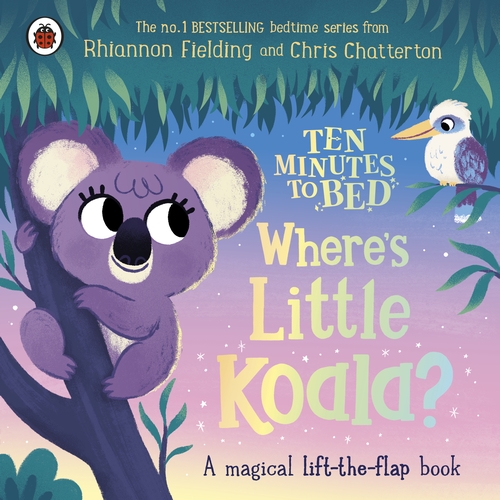 The no.1 BESTSELLING bedtime series from
Rhiannon Fielding and Chris Chatterton
TEN
MINUTES
TO BED
Where's
Little
Koala?
A magical lift-the-flap book